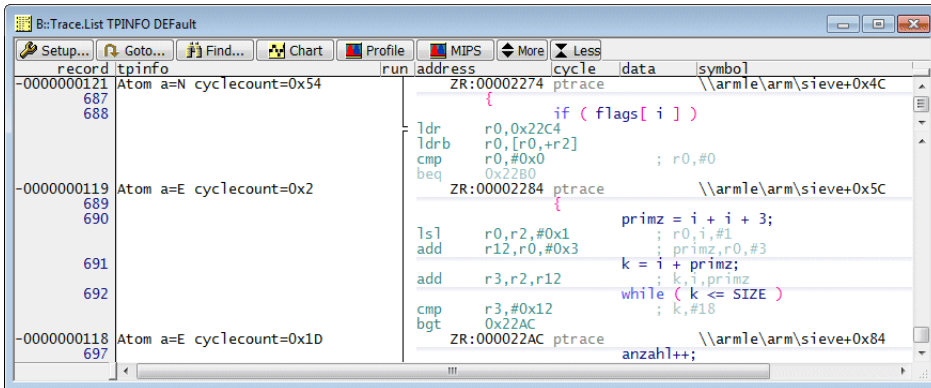 B::Trace.List TPINFO DEFault
Setup... Goto... Find... Chart Profile MIPS More Less
record tpinfo run address cycle data symbol
-0000000121 Atom a=N cyclecount=0x54 ZR:00002274 ptrace \\armle\arm\sieve+0x4C
687 {
688 if ( flags[ i ] )
ldr r0,0x22C4
ldrb r0,[r0,+r2]
cmp r0,#0x0 ; r0,#0
beq 0x22B0
-0000000119 Atom a=E cyclecount=0x2 ZR:00002284 ptrace \\armle\arm\sieve+0x5C
689 {
690 primz = i + i + 3;
lsl r0,r2,#0x1 ; r0,i,#1
add r12,r0,#0x3 ; primz,r0,#3
691 k = i + primz;
add r3,r2,r12 ; k,i,primz
692 while ( k <= SIZE )
cmp r3,#0x12 ; k,#18
bgt 0x22AC
-0000000118 Atom a=E cyclecount=0x1D ZR:000022AC ptrace \\armle\arm\sieve+0x84
697 anzahl++;